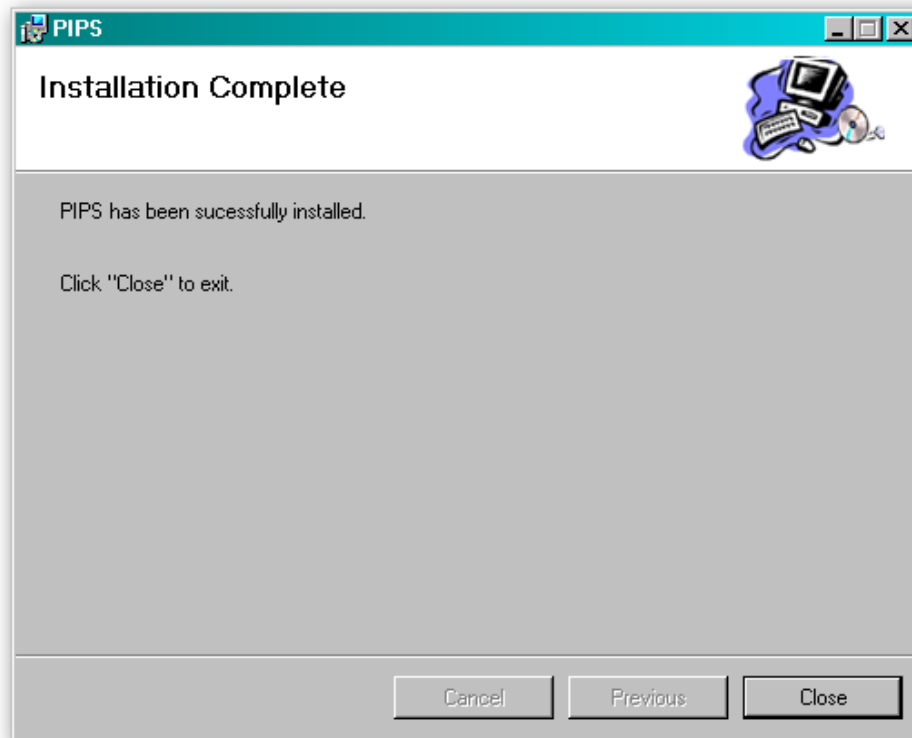 PIPS
Installation Complete
PIPS has been sucessfully installed.
Click "Close" to exit.
Cancel Previous Close